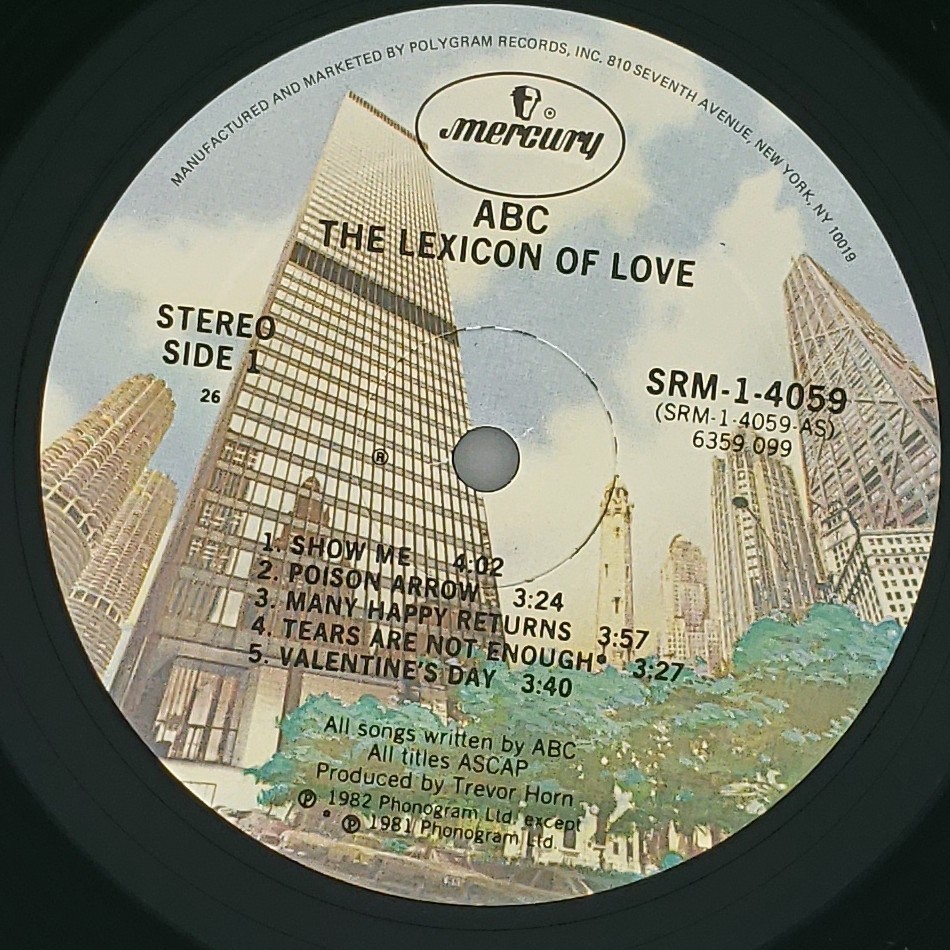 MANUFACTURED AND MARKETED BY POLYGRAM RECORDS, INC. 810 SEVENTH AVENUE, NEW YORK, NY 10019
mercury ®
ABC
THE LEXICON OF LOVE
STEREO
SIDE 1
26
SRM-1-4059
(SRM-1-4059-AS)
6359 099
®
1. SHOW ME 4:02
2. POISON ARROW 3:24
3. MANY HAPPY RETURNS 3:57
4. TEARS ARE NOT ENOUGH* 3:27
5. VALENTINE'S DAY 3:40
All songs written by ABC
All titles ASCAP
Produced by Trevor Horn
℗ 1982 Phonogram Ltd. except
* ℗ 1981 Phonogram Ltd.